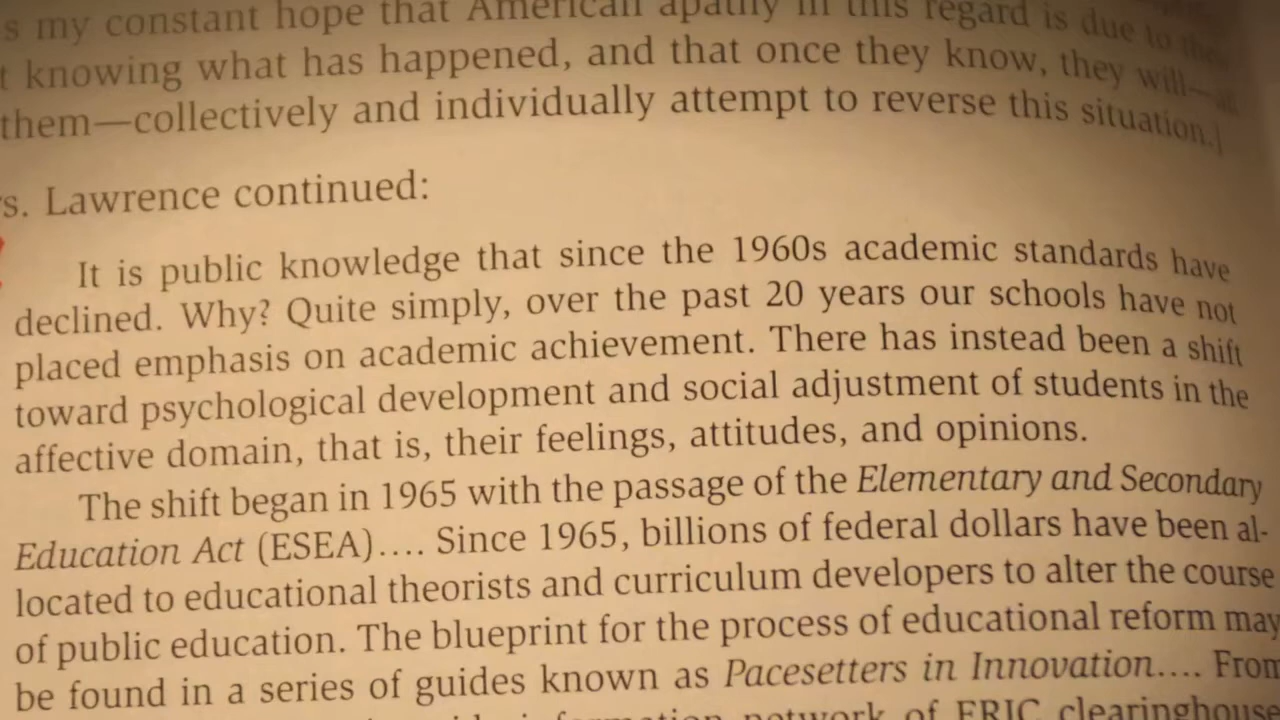 s my constant hope that American apathy in this regard is due to the
t knowing what has happened, and that once they know, they will—
them—collectively and individually attempt to reverse this situation.]
s. Lawrence continued:
It is public knowledge that since the 1960s academic standards have
declined. Why? Quite simply, over the past 20 years our schools have not
placed emphasis on academic achievement. There has instead been a shift
toward psychological development and social adjustment of students in the
affective domain, that is, their feelings, attitudes, and opinions.
The shift began in 1965 with the passage of the Elementary and Secondary
Education Act (ESEA).... Since 1965, billions of federal dollars have been al-
located to educational theorists and curriculum developers to alter the course
of public education. The blueprint for the process of educational reform may
be found in a series of guides known as Pacesetters in Innovation.... From
network of ERIC clearinghouse